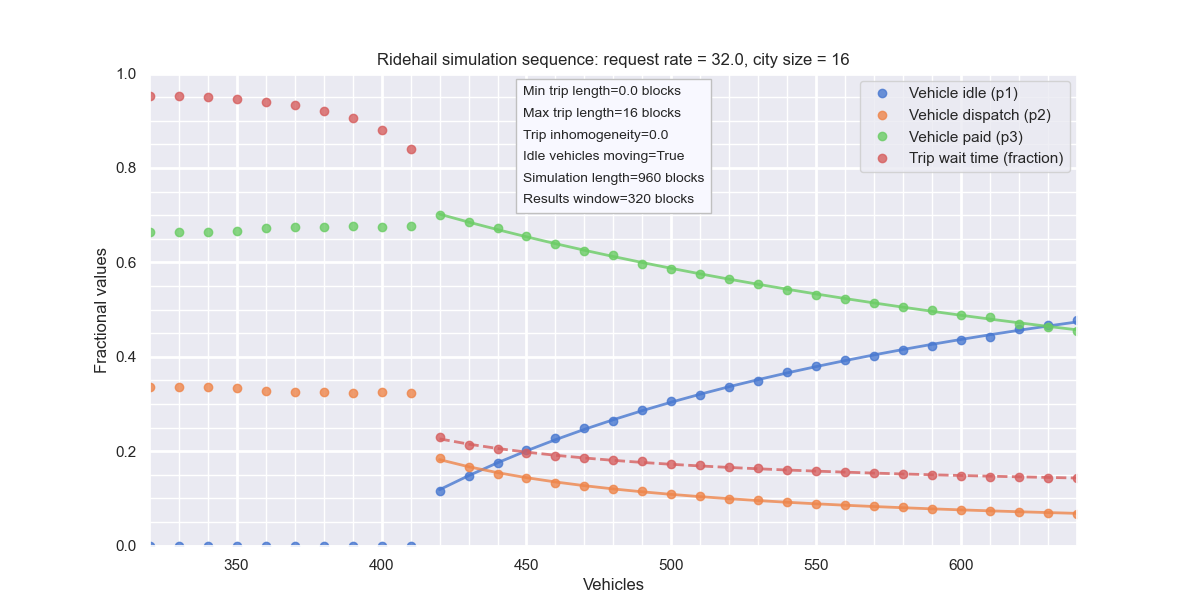 Ridehail simulation sequence: request rate = 32.0, city size = 16
Min trip length=0.0 blocks
Max trip length=16 blocks
Trip inhomogeneity=0.0
Idle vehicles moving=True
Simulation length=960 blocks
Results window=320 blocks
Vehicle idle (p1)
Vehicle dispatch (p2)
Vehicle paid (p3)
Trip wait time (fraction)
Fractional values
1.0
0.8
0.6
0.4
0.2
0.0
350 400 450 500 550 600
Vehicles